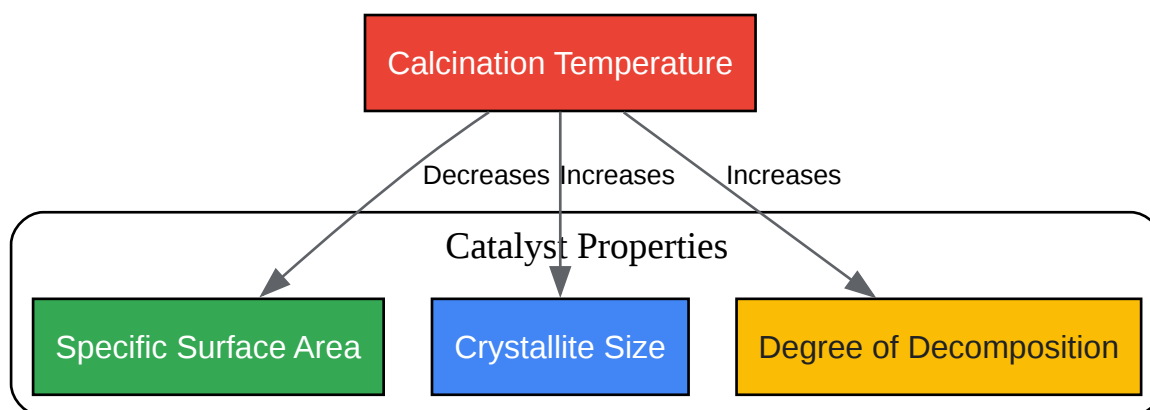 Calcination Temperature
Decreases
Increases
Increases
Catalyst Properties
Specific Surface Area
Crystallite Size
Degree of Decomposition